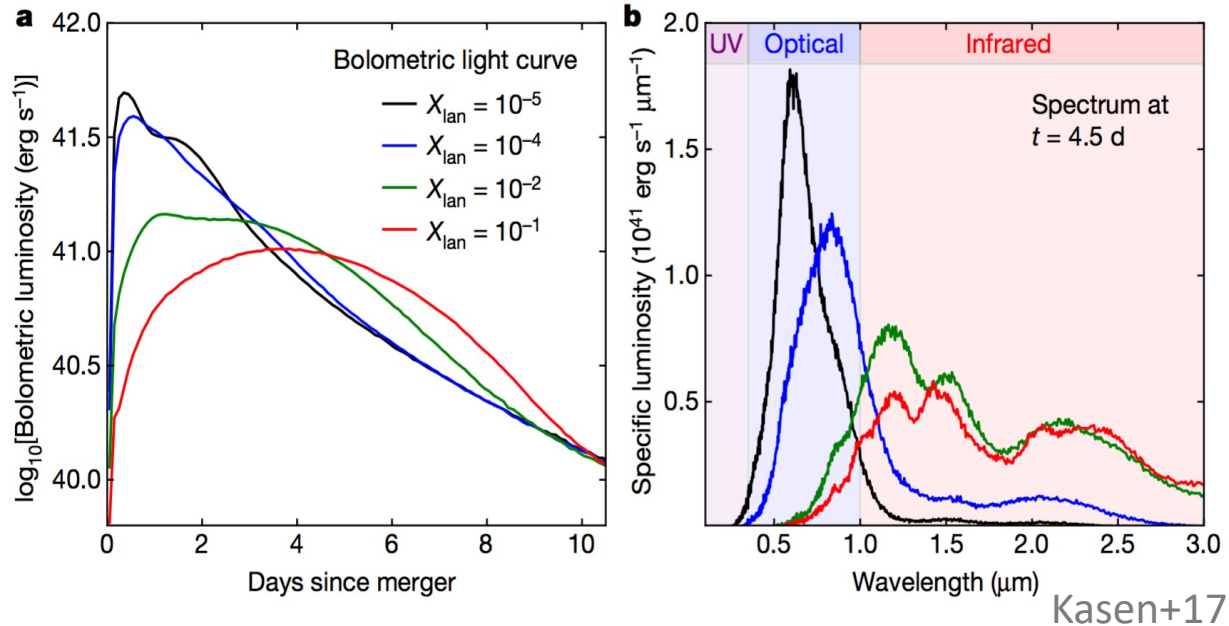 a
42.0
41.5
41.0
40.5
40.0
log₁₀[Bolometric luminosity (erg s⁻¹)]
0
2
4
6
8
10
Days since merger
Bolometric light curve
X_lan = 10⁻⁵
X_lan = 10⁻⁴
X_lan = 10⁻²
X_lan = 10⁻¹
b
2.0
1.5
1.0
0.5
Specific luminosity (10⁴¹ erg s⁻¹ μm⁻¹)
UV
Optical
Infrared
Spectrum at
t = 4.5 d
0.5
1.0
1.5
2.0
2.5
3.0
Wavelength (μm)
Kasen+17